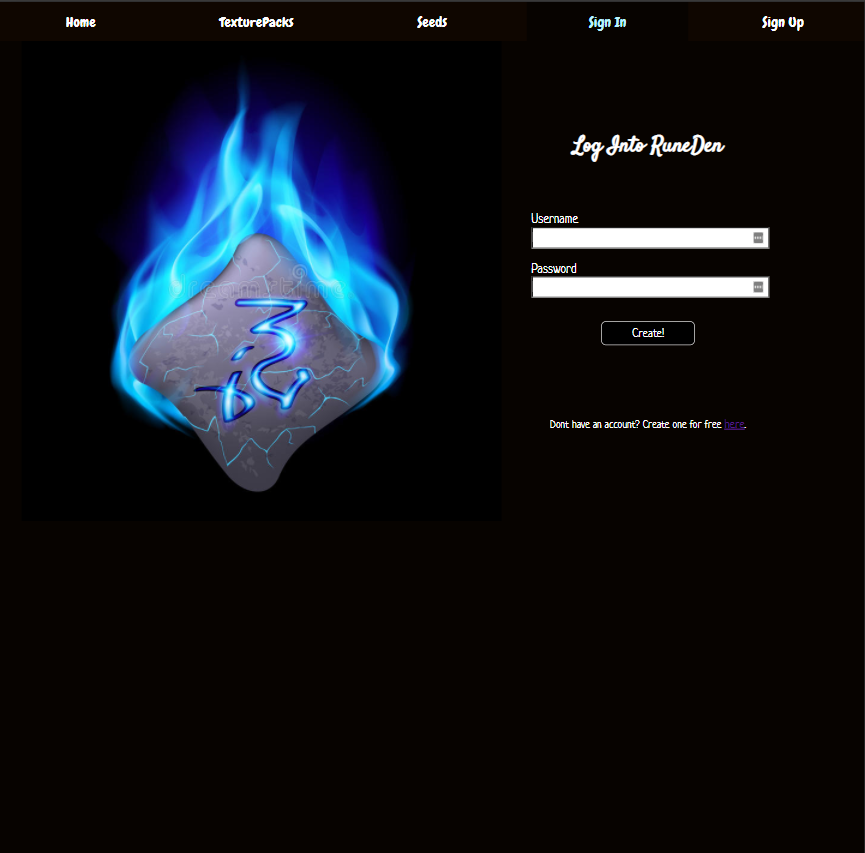 Home TexturePacks Seeds Sign In Sign Up
Log Into RuneDen
Username
Password
dreamstime
Create!
Dont have an account? Create one for free here.